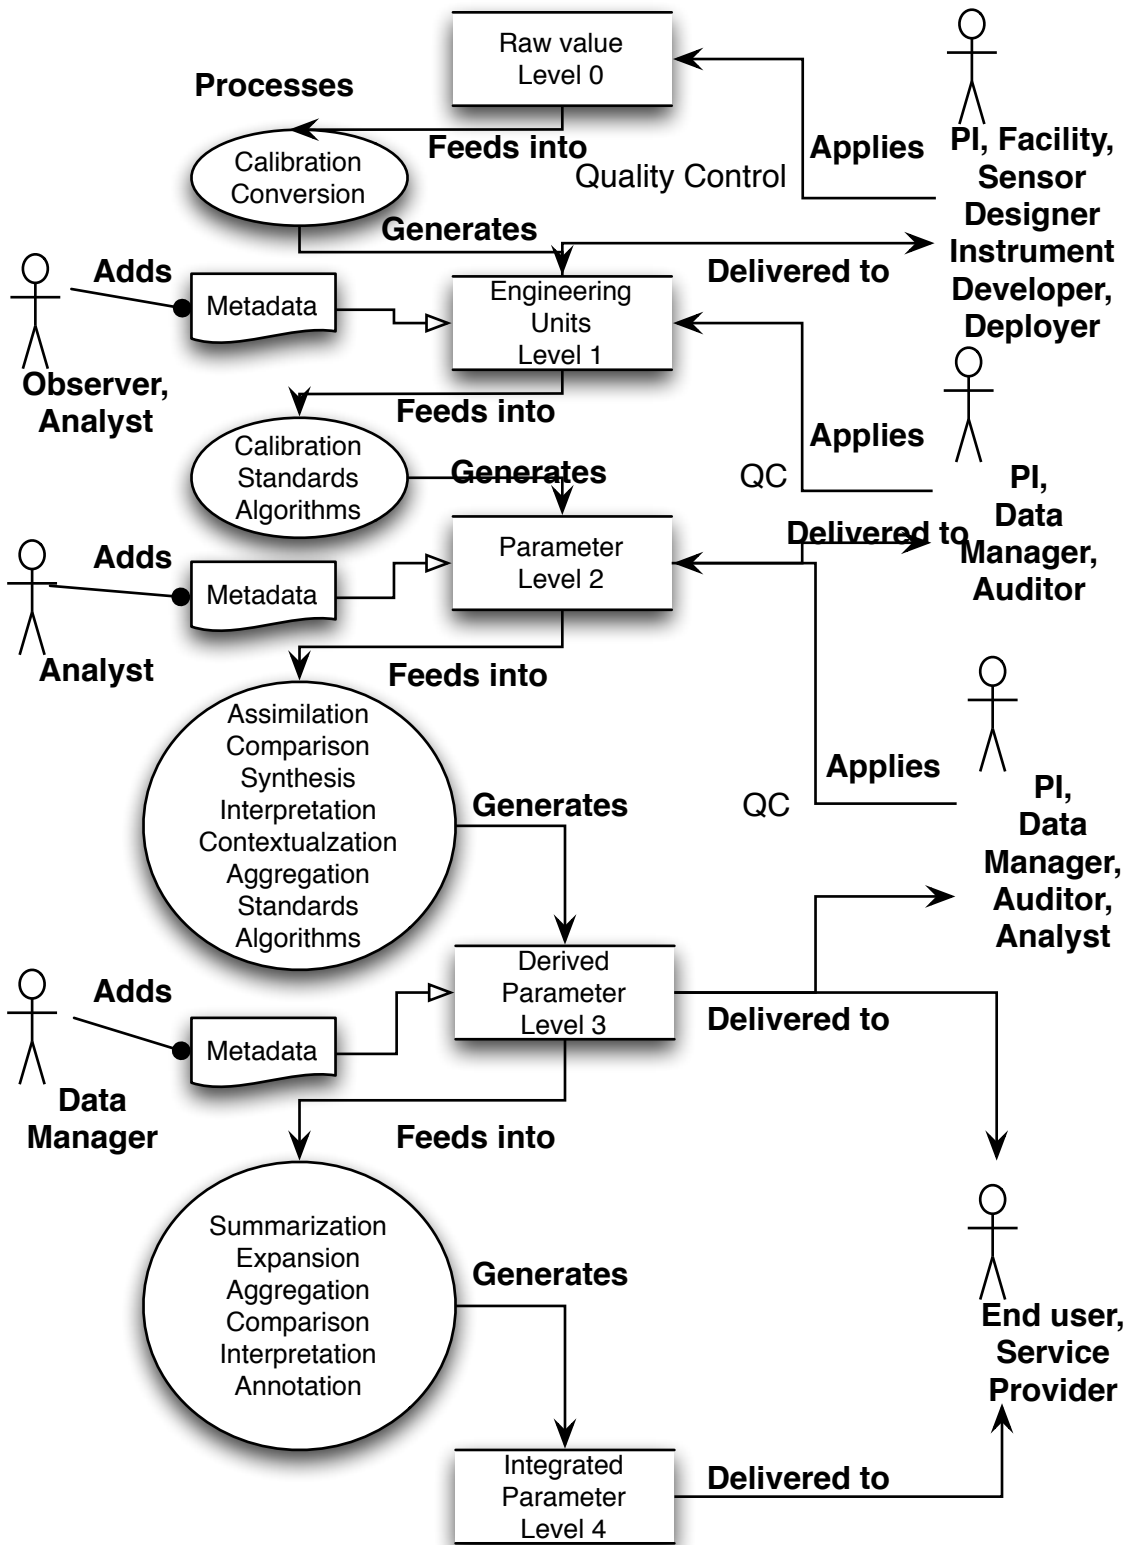 Raw value
Level 0
Processes
Feeds into
Calibration
Conversion
Quality Control
Applies
PI, Facility,
Sensor
Designer
Instrument
Developer,
Deployer
Generates
Delivered to
Adds
Metadata
Engineering
Units
Level 1
Observer,
Analyst
Feeds into
Calibration
Standards
Algorithms
Generates
QC
Applies
PI,
Data
Manager,
Auditor
Delivered to
Adds
Metadata
Parameter
Level 2
Analyst
Feeds into
Assimilation
Comparison
Synthesis
Interpretation
Contextualzation
Aggregation
Standards
Algorithms
Generates
QC
Applies
PI,
Data
Manager,
Auditor,
Analyst
Adds
Metadata
Derived
Parameter
Level 3
Delivered to
Data
Manager
Feeds into
Summarization
Expansion
Aggregation
Comparison
Interpretation
Annotation
Generates
End user,
Service
Provider
Integrated
Parameter
Level 4
Delivered to